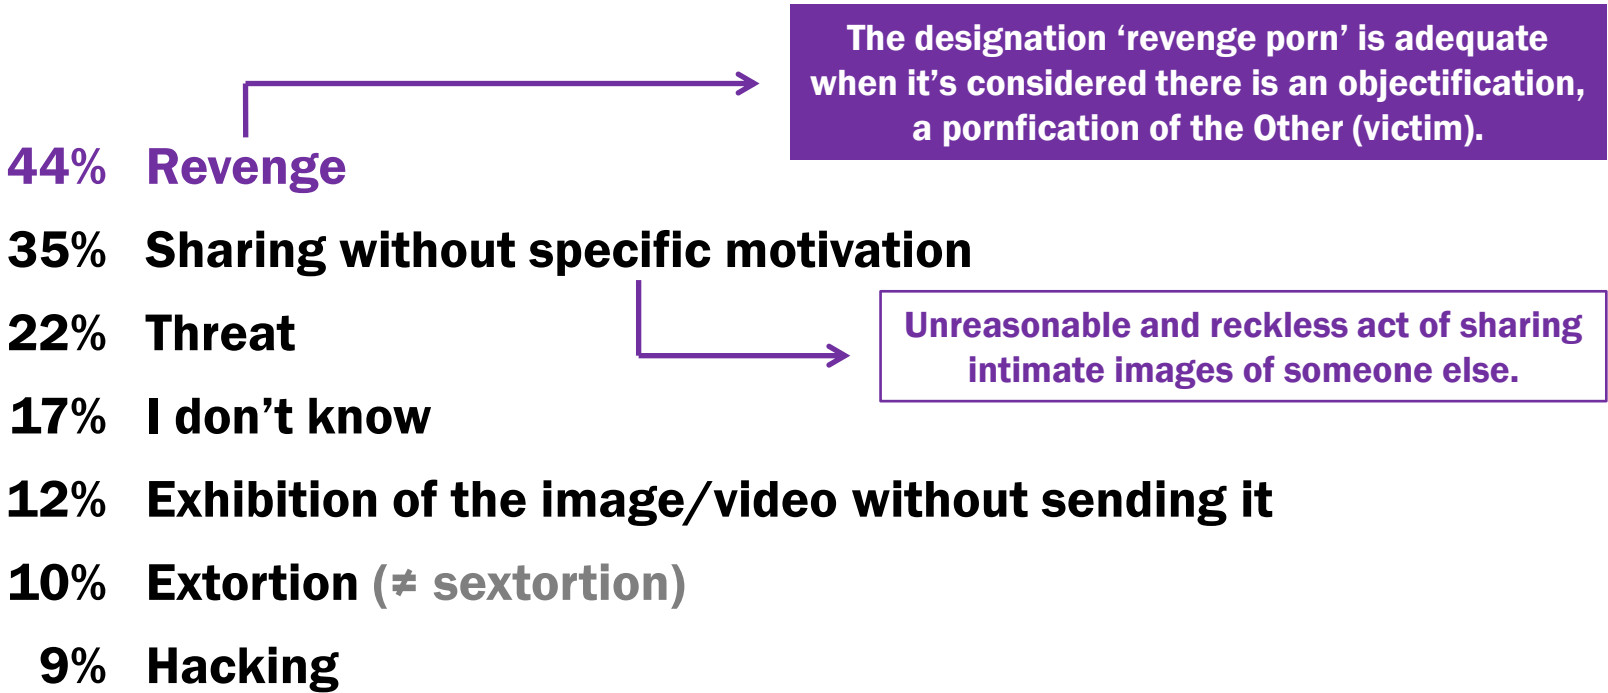 The designation ‘revenge porn’ is adequate
when it’s considered there is an objectification,
a pornfication of the Other (victim).
44% Revenge
35% Sharing without specific motivation
Unreasonable and reckless act of sharing
intimate images of someone else.
22% Threat
17% I don’t know
12% Exhibition of the image/video without sending it
10% Extortion (≠ sextortion)
9% Hacking